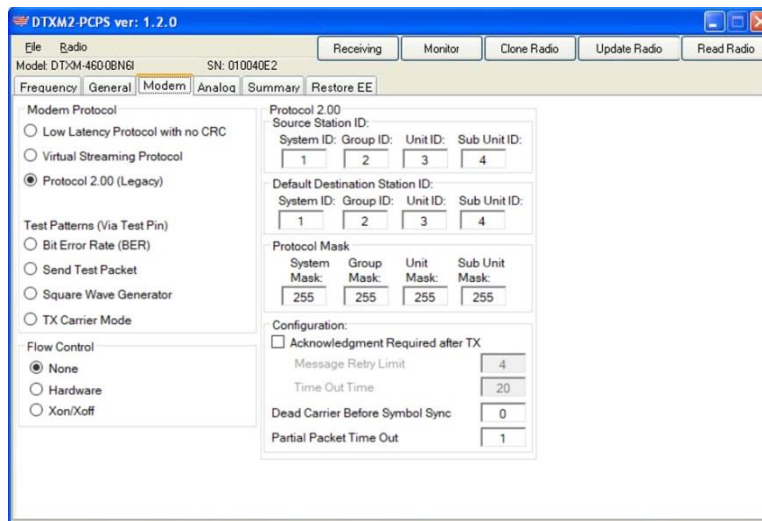 DTXM2-PCPS ver: 1.2.0
File Radio Receiving Monitor Clone Radio Update Radio Read Radio
Model: DTXM-460-0BN6I SN: 010040E2
Frequency General Modem Analog Summary Restore EE
Modem Protocol
Low Latency Protocol with no CRC
Virtual Streaming Protocol
Protocol 2.00 (Legacy)
Test Patterns (Via Test Pin)
Bit Error Rate (BER)
Send Test Packet
Square Wave Generator
TX Carrier Mode
Flow Control
None
Hardware
Xon/Xoff
Protocol 2.00
Source Station ID:
System ID: Group ID: Unit ID: Sub Unit ID:
1 2 3 4
Default Destination Station ID:
System ID: Group ID: Unit ID: Sub Unit ID:
1 2 3 4
Protocol Mask
System Group Unit Sub Unit
Mask: Mask: Mask: Mask:
255 255 255 255
Configuration:
Acknowledgment Required after TX
Message Retry Limit 4
Time Out Time 20
Dead Carrier Before Symbol Sync 0
Partial Packet Time Out 1